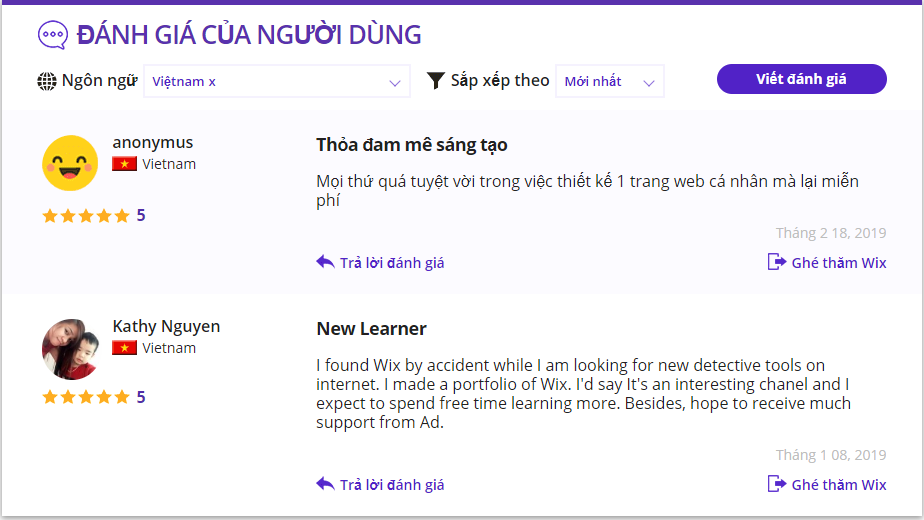 ĐÁNH GIÁ CỦA NGƯỜI DÙNG
Ngôn ngữ Việtnam x Sắp xếp theo Mới nhất Viết đánh giá
anonymus
Vietnam
5
Thỏa đam mê sáng tạo
Mọi thứ quá tuyệt vời trong việc thiết kế 1 trang web cá nhân mà lại miễn
phí
Tháng 2 18, 2019
Trả lời đánh giá Ghé thăm Wix
Kathy Nguyen
Vietnam
5
New Learner
I found Wix by accident while I am looking for new detective tools on
internet. I made a portfolio of Wix. I'd say It's an interesting chanel and I
expect to spend free time learning more. Besides, hope to receive much
support from Ad.
Tháng 1 08, 2019
Trả lời đánh giá Ghé thăm Wix